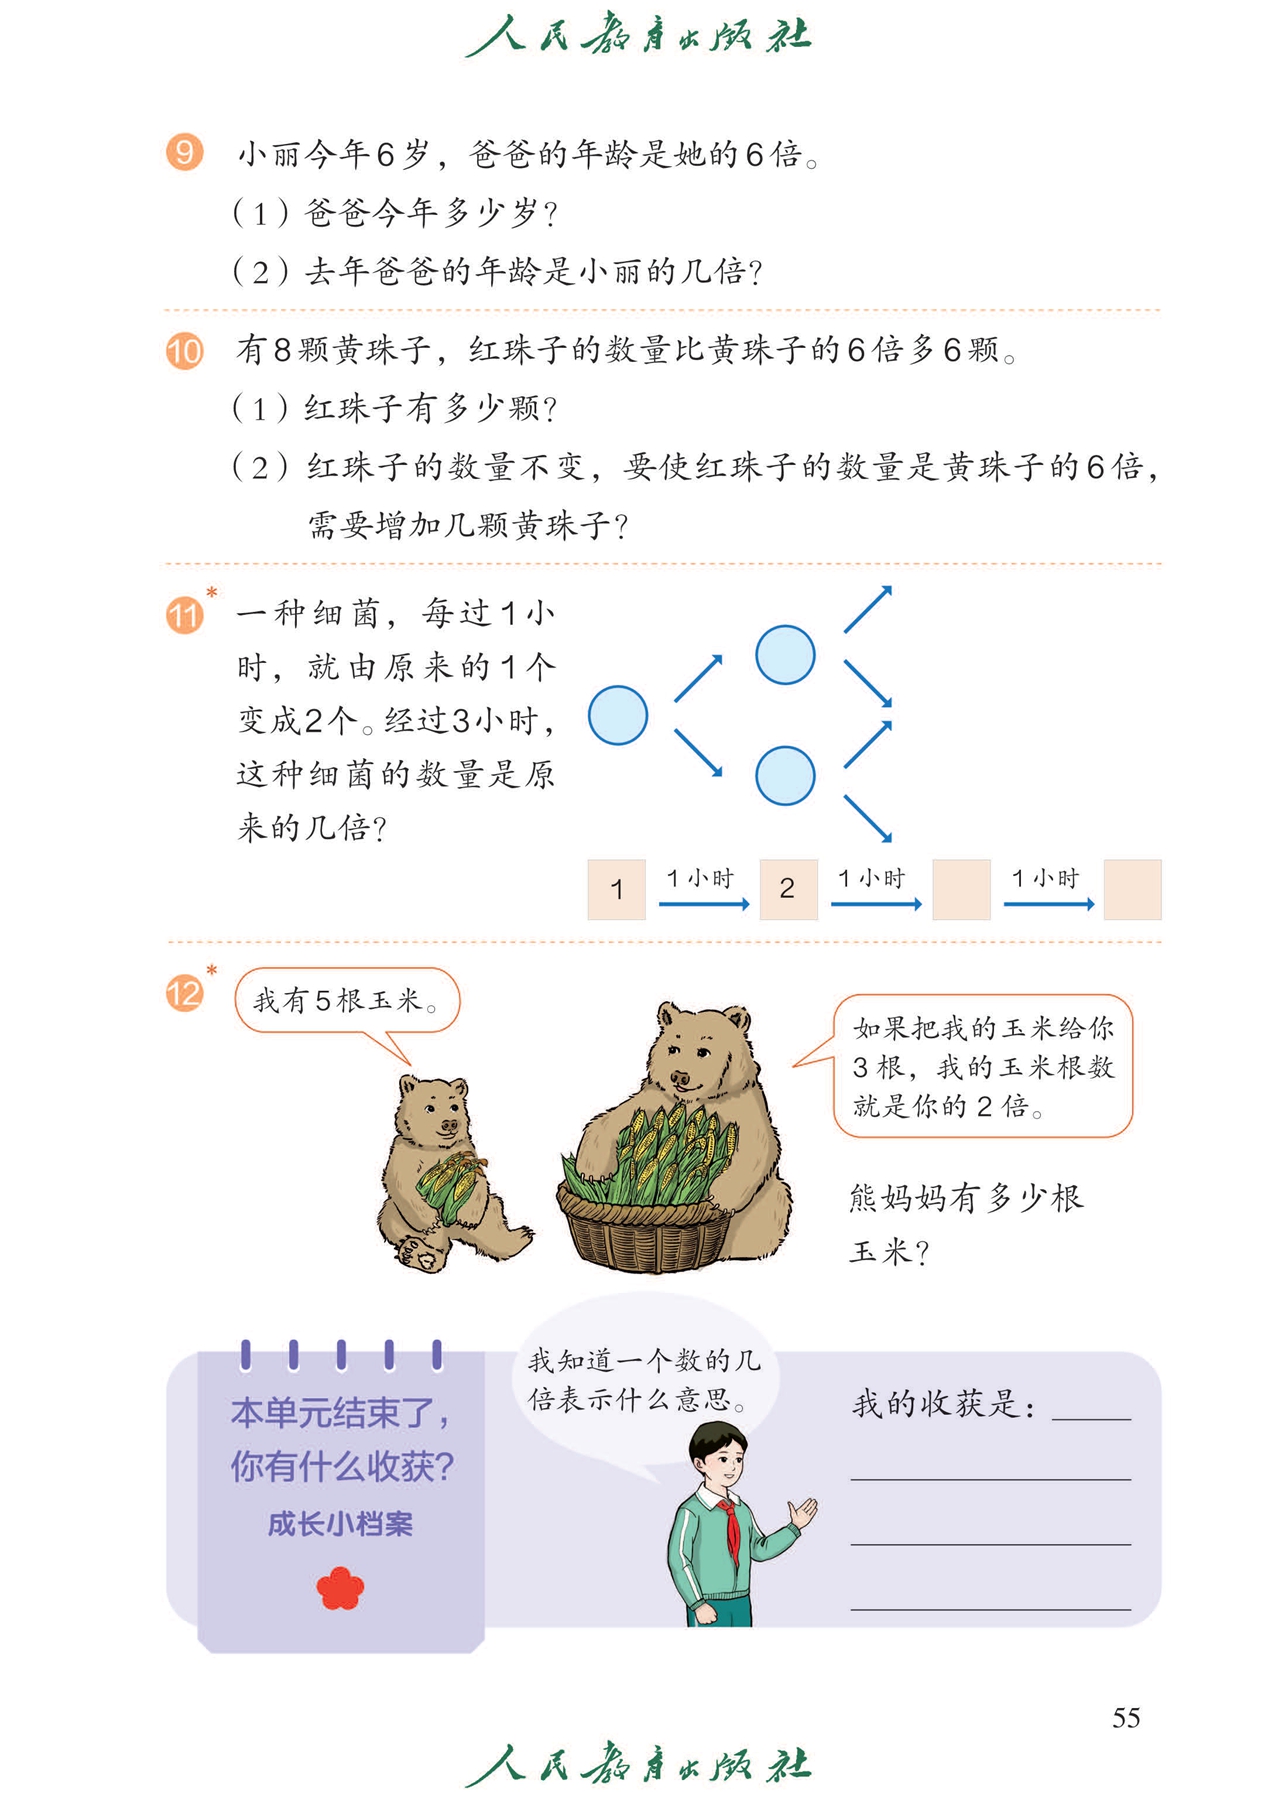 人民教育出版社
9 小丽今年6岁，爸爸的年龄是她的6倍。
（1）爸爸今年多少岁？
（2）去年爸爸的年龄是小丽的几倍？
10 有8颗黄珠子，红珠子的数量比黄珠子的6倍多6颗。
（1）红珠子有多少颗？
（2）红珠子的数量不变，要使红珠子的数量是黄珠子的6倍，
需要增加几颗黄珠子？
11* 一种细菌，每过1小
时，就由原来的1个
变成2个。经过3小时，
这种细菌的数量是原
来的几倍？
1 1小时 2 1小时 1小时
12*
我有5根玉米。
如果把我的玉米给你
3根，我的玉米根数
就是你的2倍。
熊妈妈有多少根
玉米？
本单元结束了，
你有什么收获？
成长小档案
我知道一个数的几
倍表示什么意思。
我的收获是：
55
人民教育出版社